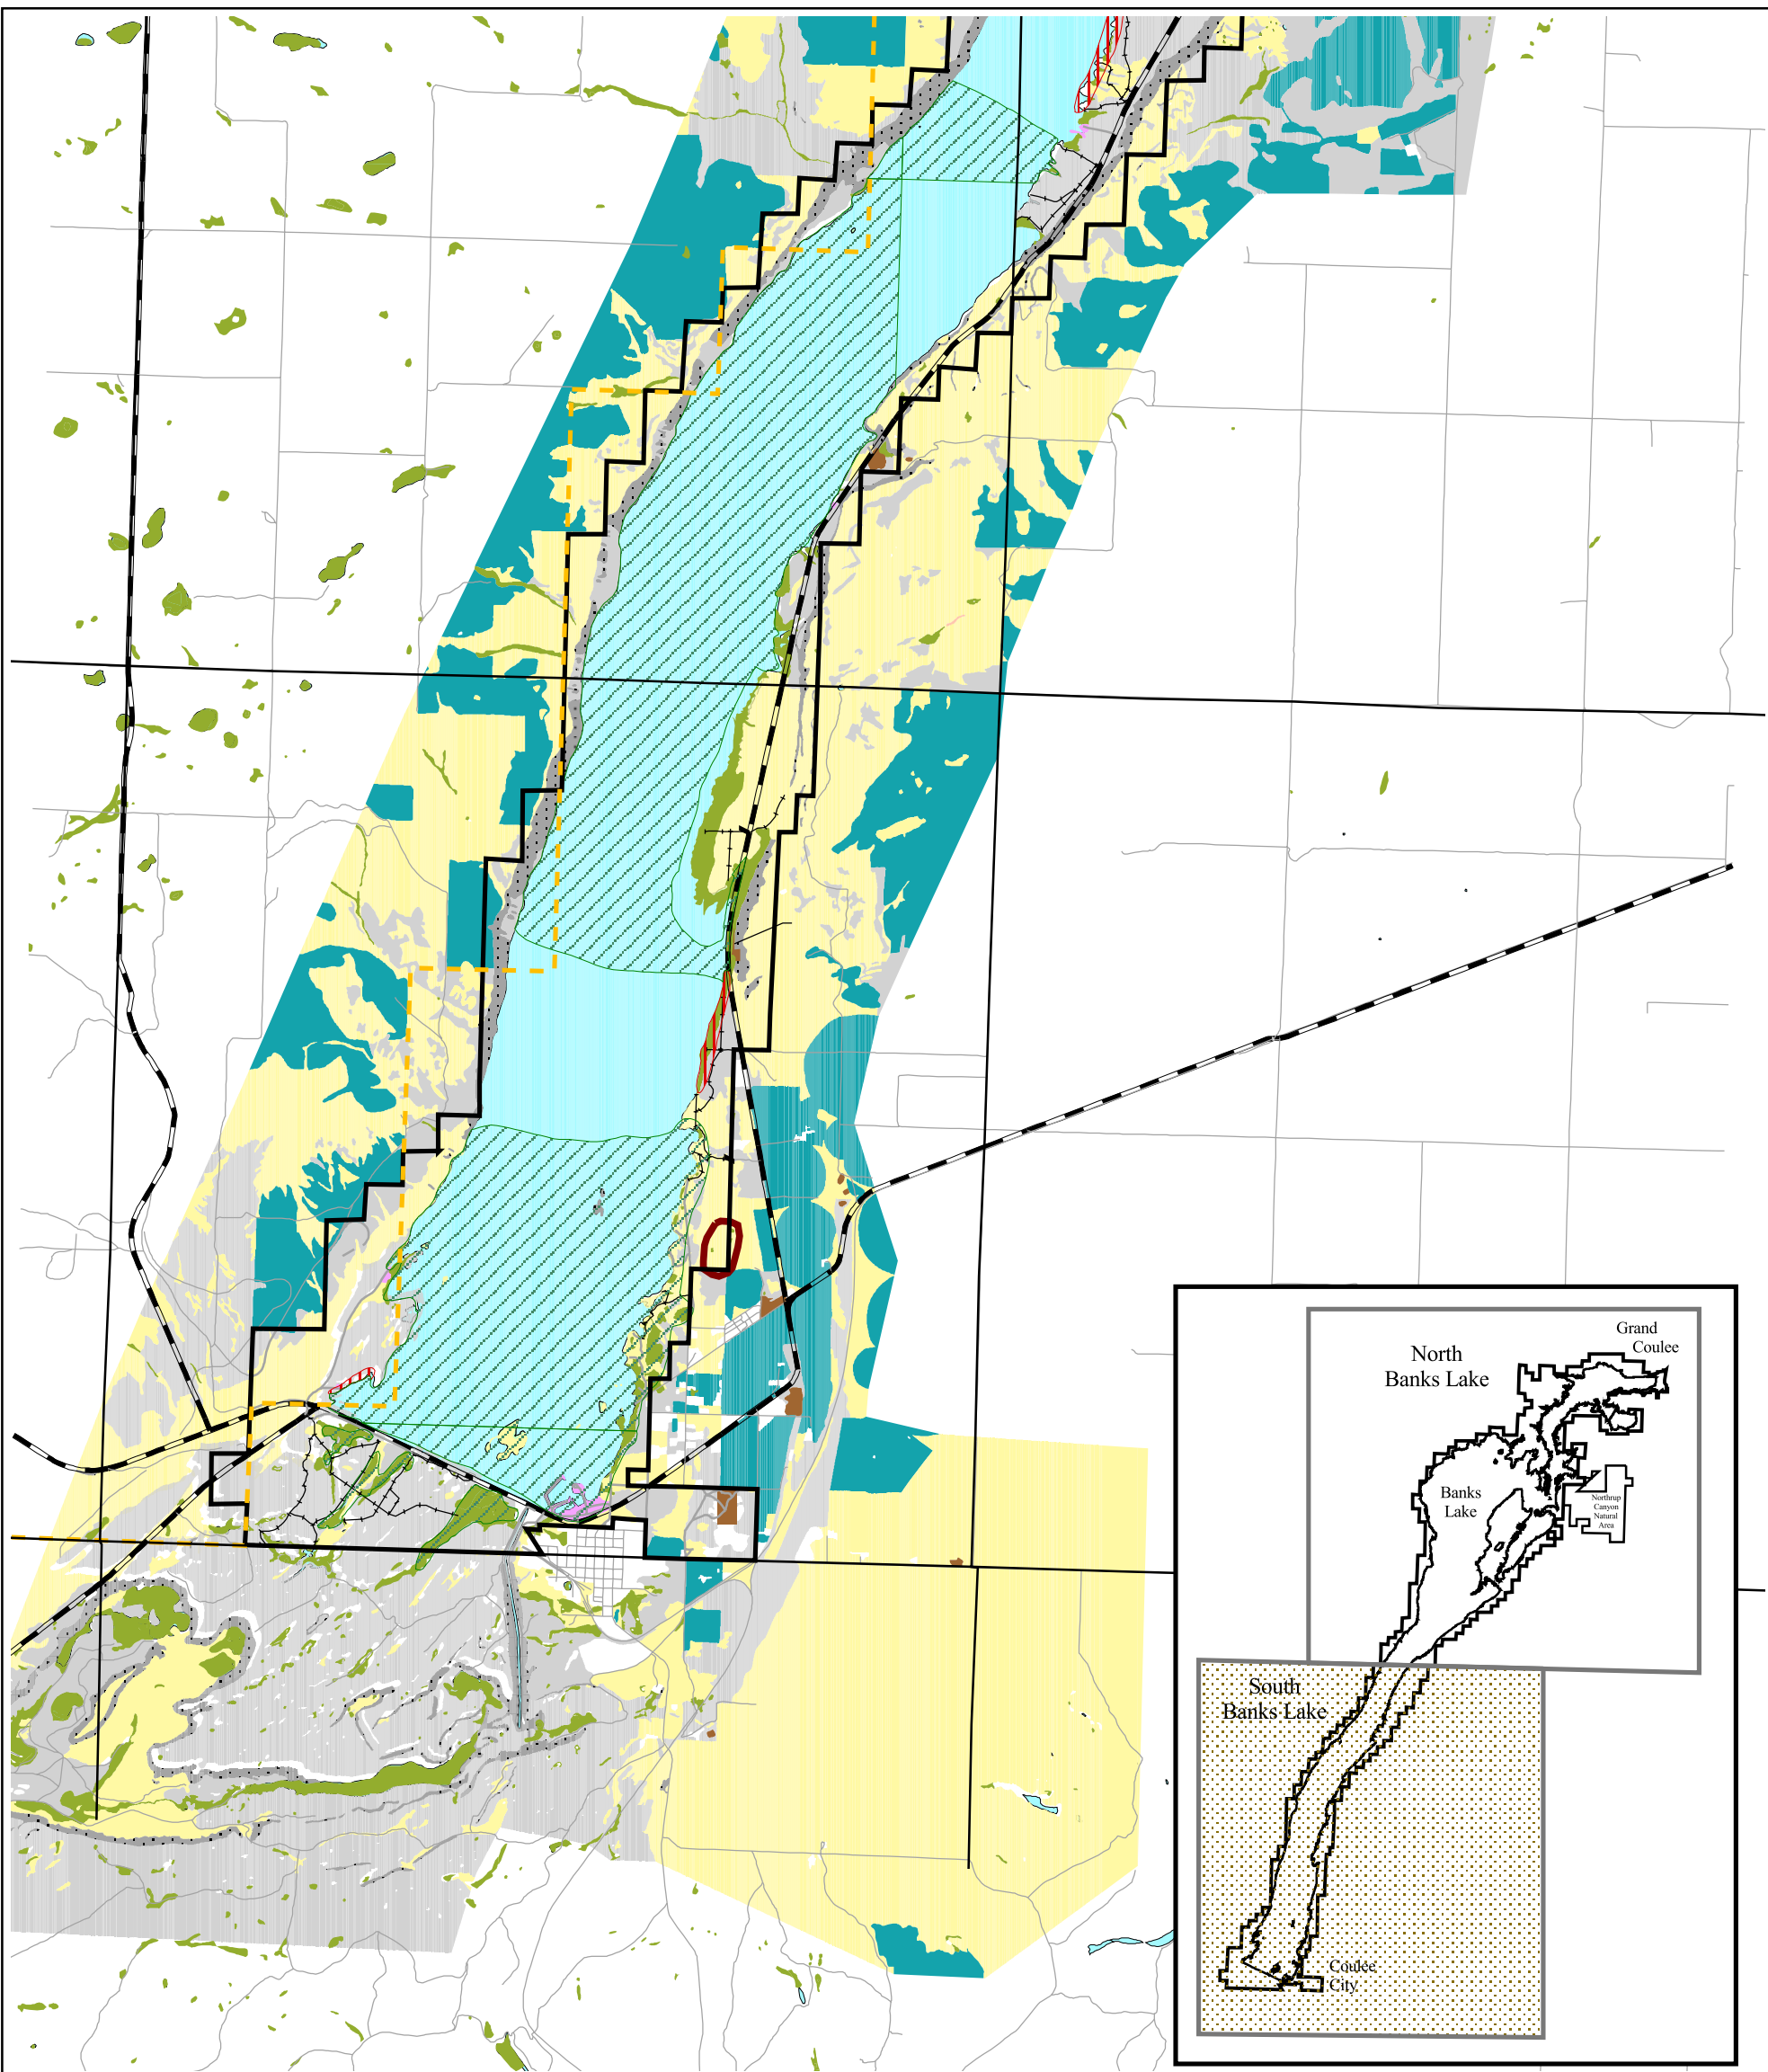 Grand
Coulee
North
Banks Lake
Banks
Lake
Northrup
Canyon
Natural
Area
South
Banks Lake
Coulee
City